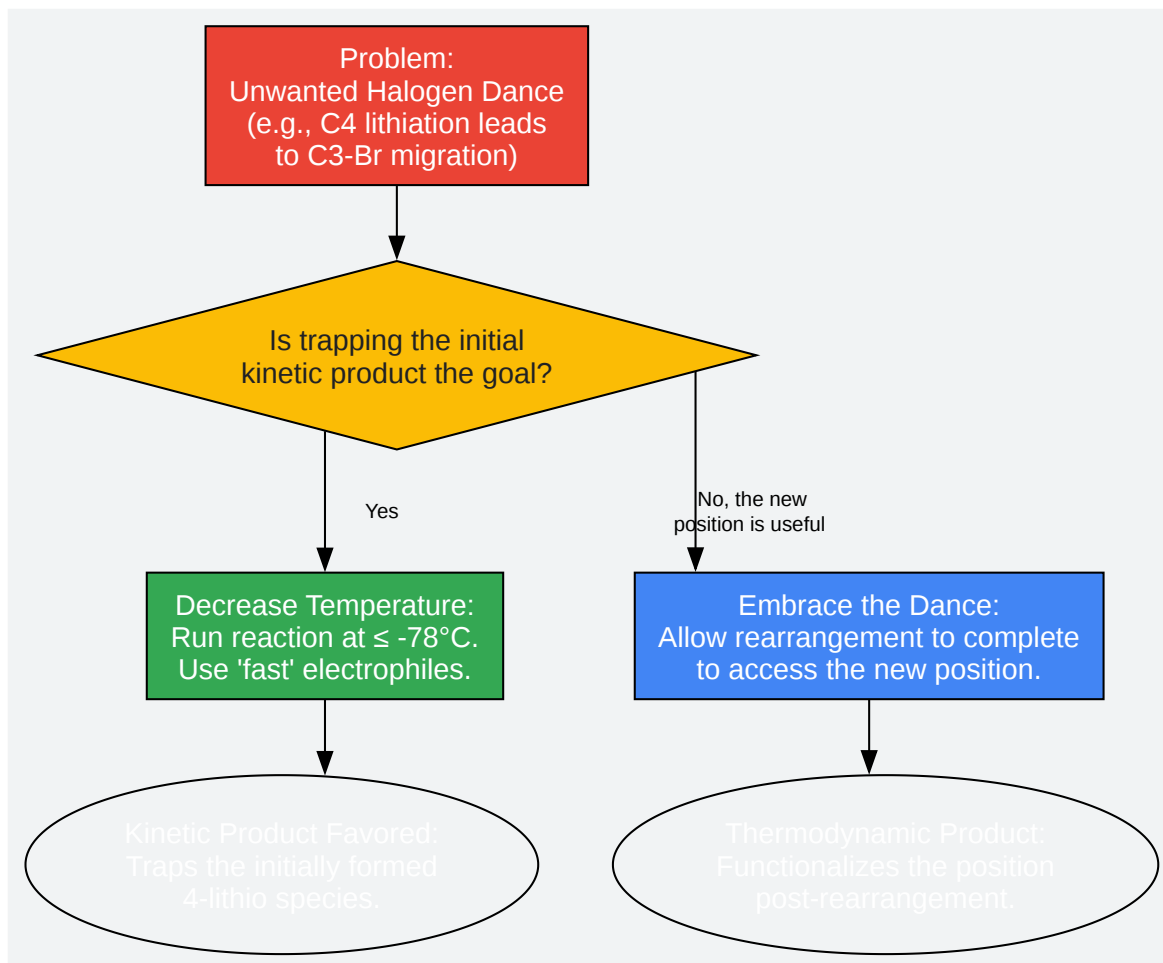 Problem:
Unwanted Halogen Dance
(e.g., C4 lithiation leads
to C3-Br migration)
Is trapping the initial
kinetic product the goal?
Yes
No, the new
position is useful
Decrease Temperature:
Run reaction at ≤ -78°C.
Use 'fast' electrophiles.
Embrace the Dance:
Allow rearrangement to complete
to access the new position.
Kinetic Product Favored:
Traps the initially formed
4-lithio species.
Thermodynamic Product:
Functionalizes the position
post-rearrangement.